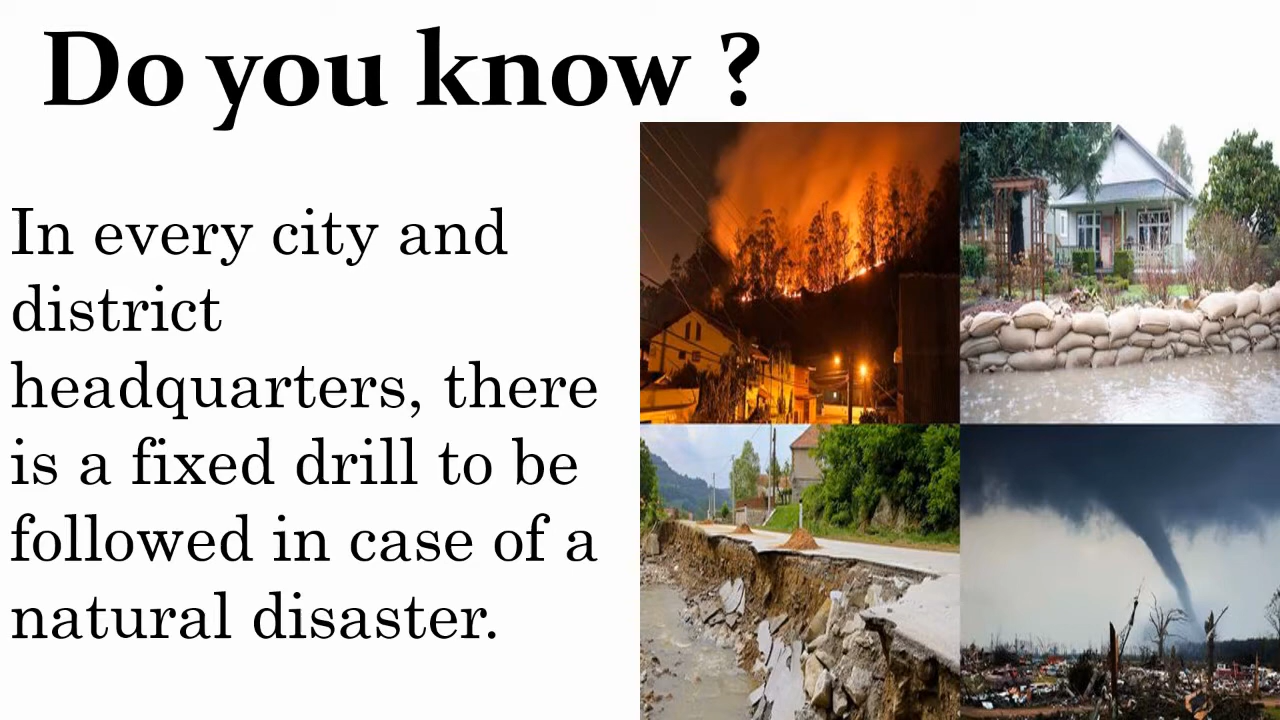 Do you know ?
In every city and
district
headquarters, there
is a fixed drill to be
followed in case of a
natural disaster.